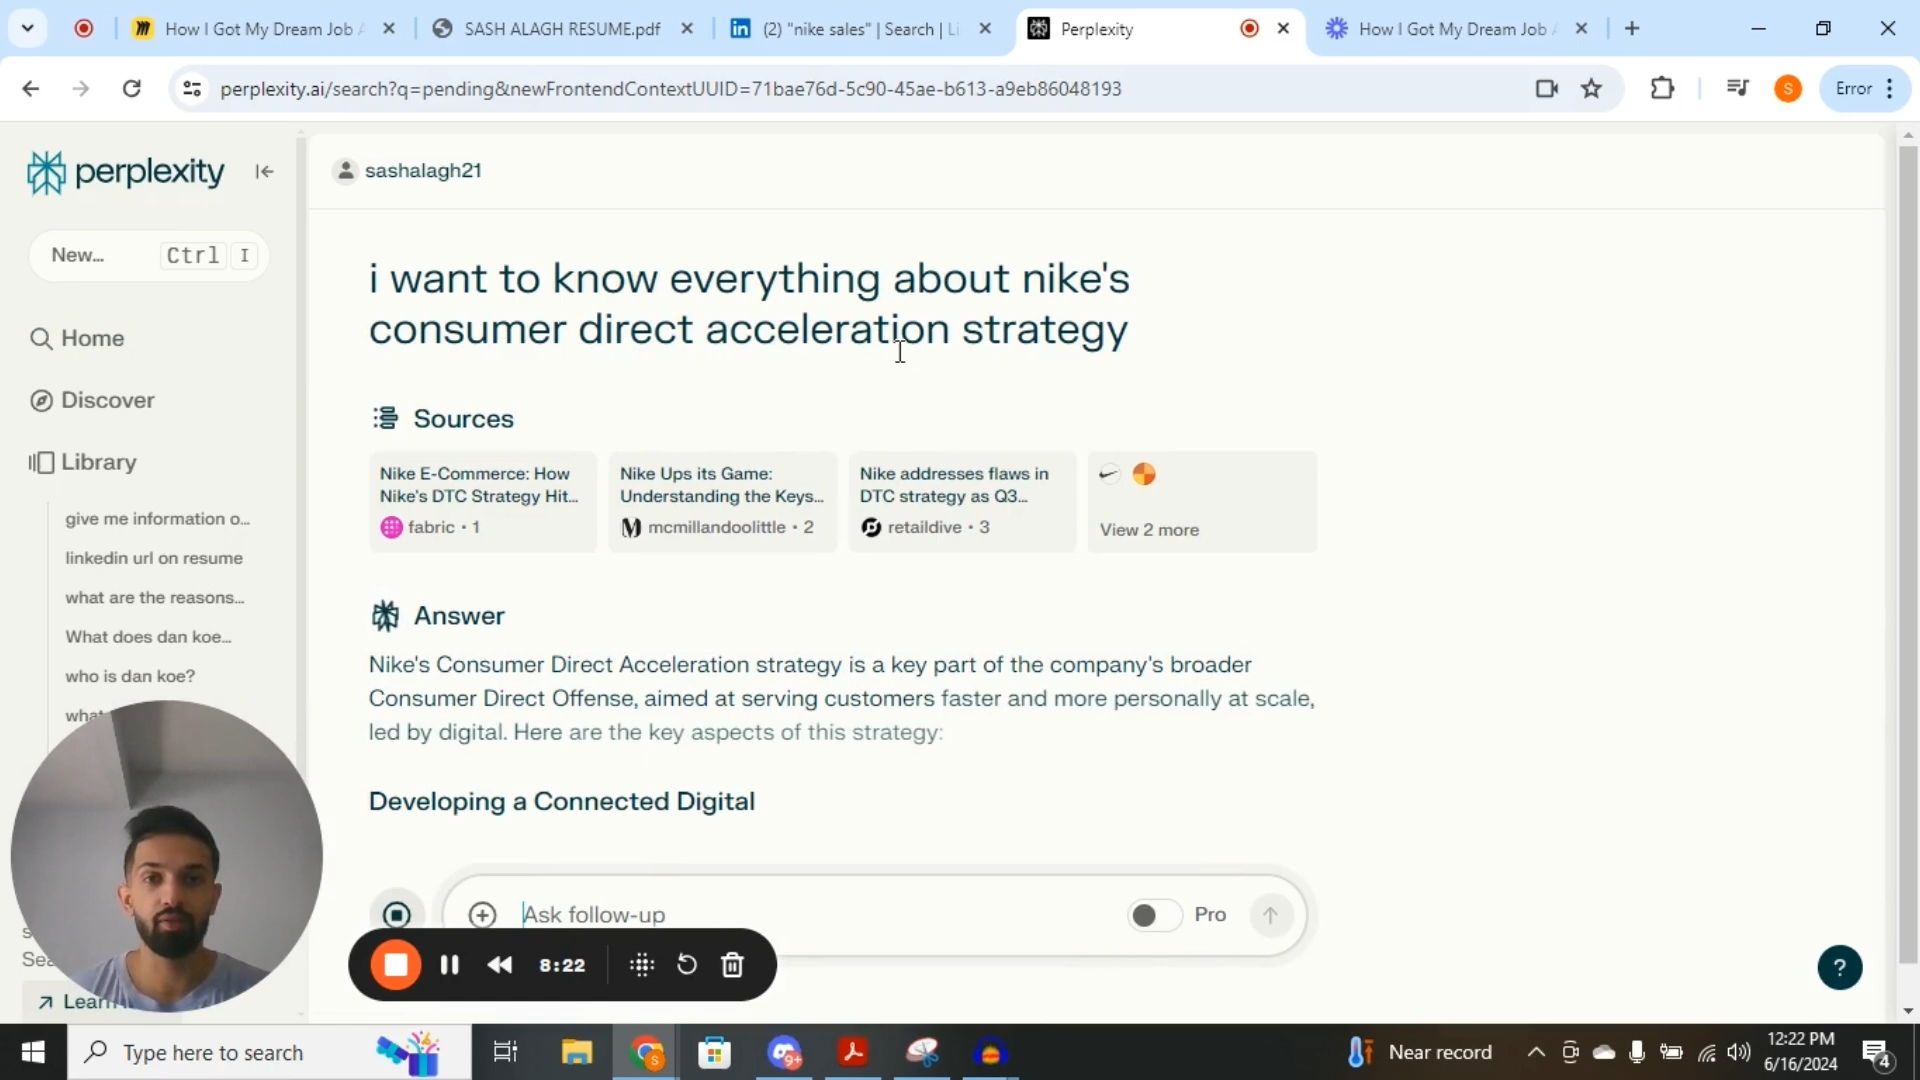 How I Got My Dream Job
SASH ALAGH RESUME.pdf
(2) "nike sales" | Search | Li
Perplexity
How I Got My Dream Job
perplexity.ai/search?q=pending&newFrontendContextUUID=71bae76d-5c90-45ae-b613-a9eb86048193
S
Error
perplexity
sashalagh21
New...
Ctrl
I
Home
Discover
Library
give me information o...
linkedin url on resume
what are the reasons...
What does dan koe...
who is dan koe?
what
s
Sea
Learn
i want to know everything about nike's
consumer direct acceleration strategy
Sources
Nike E-Commerce: How
Nike's DTC Strategy Hit...
fabric • 1
Nike Ups its Game:
Understanding the Keys...
mcmillandoolittle • 2
Nike addresses flaws in
DTC strategy as Q3...
retaildive • 3
View 2 more
Answer
Nike's Consumer Direct Acceleration strategy is a key part of the company's broader
Consumer Direct Offense, aimed at serving customers faster and more personally at scale,
led by digital. Here are the key aspects of this strategy:
Developing a Connected Digital
Ask follow-up
Pro
8:22
?
Type here to search
S
9+
Near record
12:22 PM
6/16/2024
4